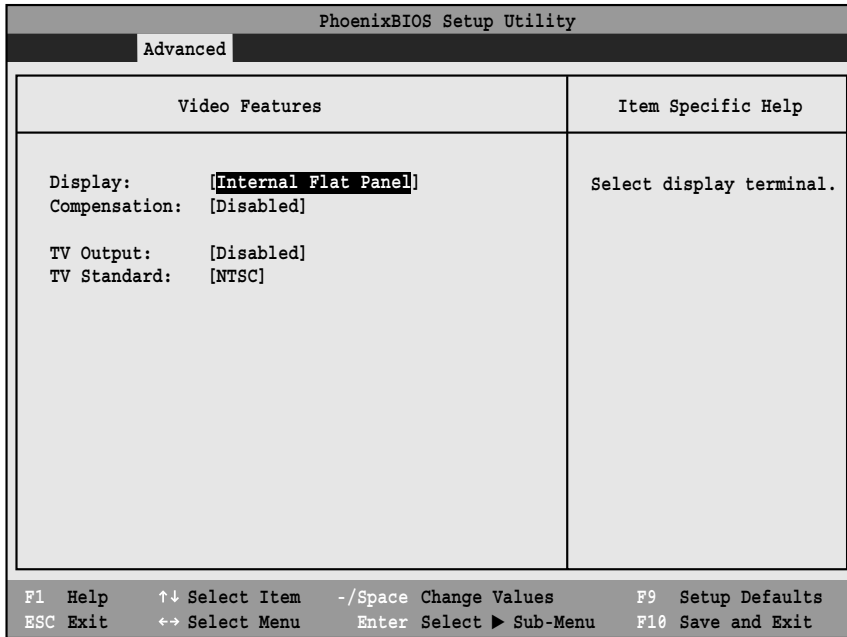 PhoenixBIOS Setup Utility
Advanced
Video Features
Item Specific Help
Display: [Internal Flat Panel]
Compensation: [Disabled]
TV Output: [Disabled]
TV Standard: [NTSC]
Select display terminal.
F1 Help ↑↓ Select Item -/Space Change Values F9 Setup Defaults
ESC Exit ←→ Select Menu Enter Select ▶ Sub-Menu F10 Save and Exit